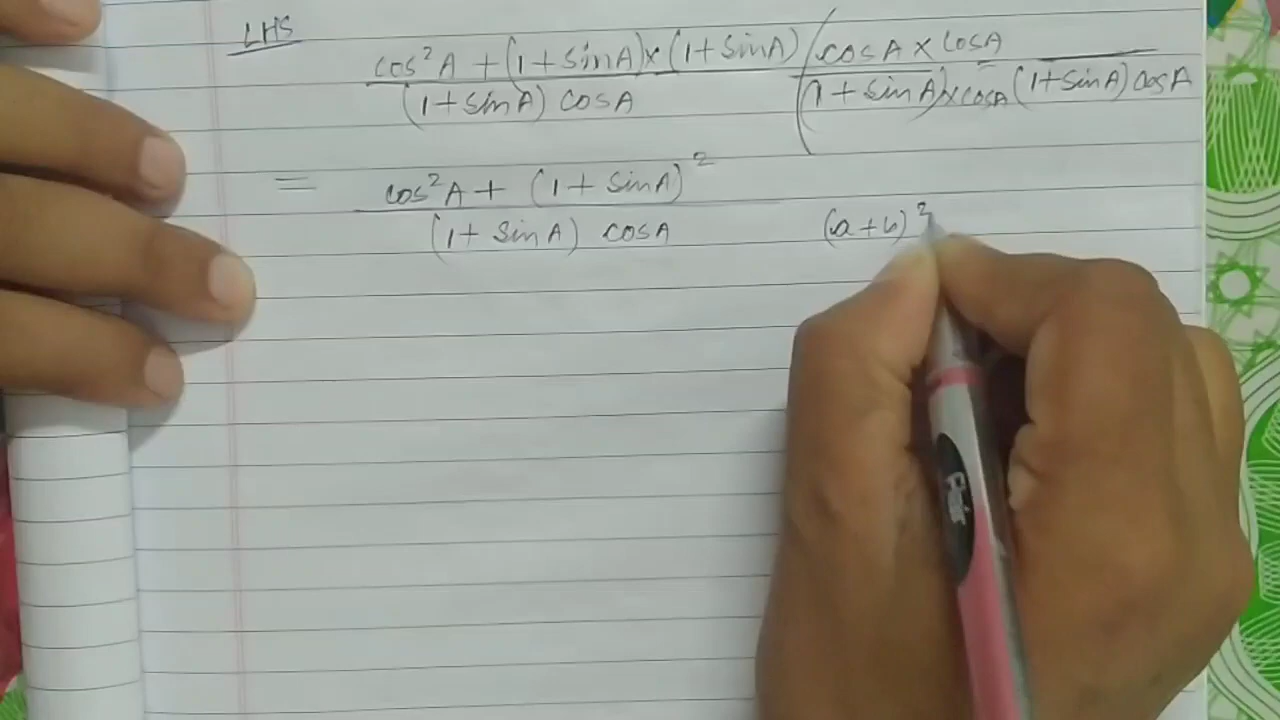 LHS
cos²A + (1 + sinA) × (1 + sinA) / cosA × cosA
(1 + sinA) cosA (1 + sinA) × cosA (1 + sinA) cosA
= cos²A + (1 + sinA)²
(1 + sinA) cosA (a + b)²
Flair